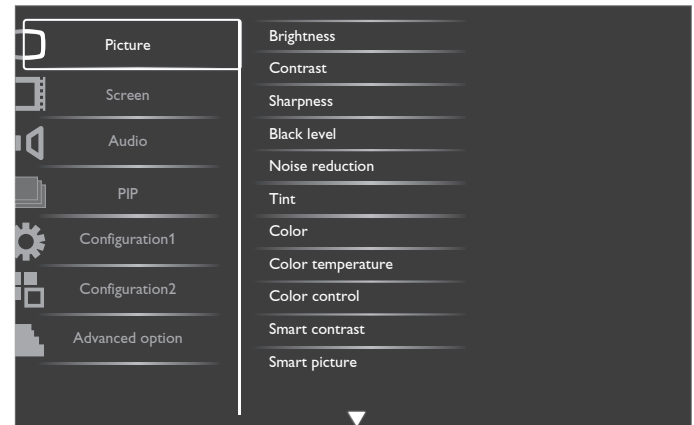 Picture
Screen
Audio
PIP
Configuration1
Configuration2
Advanced option
Brightness
Contrast
Sharpness
Black level
Noise reduction
Tint
Color
Color temperature
Color control
Smart contrast
Smart picture